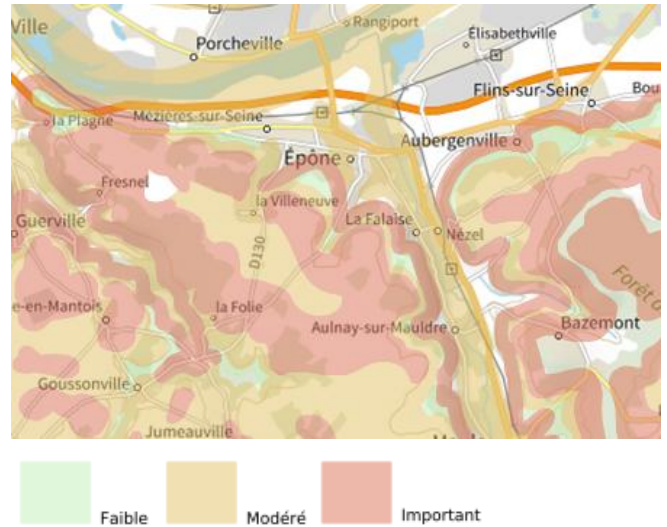 Ville
Rangiport
Élisabethville
Porcheville
Flins-sur-Seine
Bou
la Plagne
Mézières-sur-Seine
Aubergenville
Épône
Fresnel
la Villeneuve
Guerville
La Falaise
Nézel
D130
Forêt d
e-en-Mantois
la Folie
Aulnay-sur-Mauldre
Bazemont
Goussonville
Jumeauville
Faible
Modéré
Important